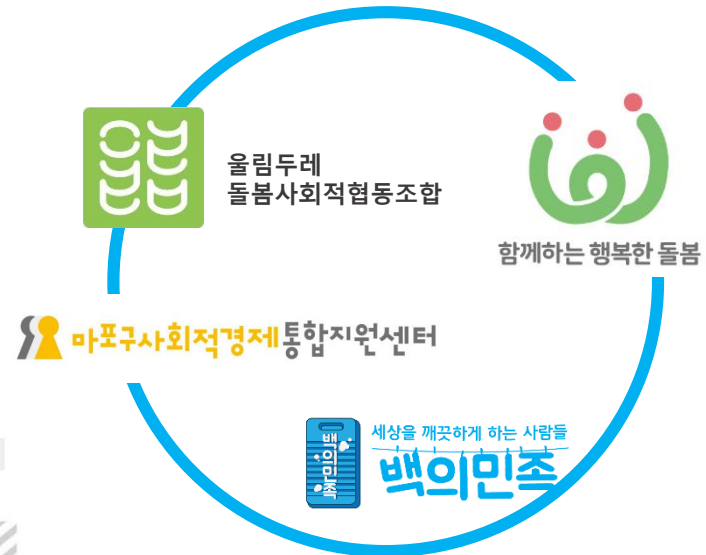 울림두레
돌봄사회적협동조합
함께하는 행복한 돌봄
마포구사회적경제통합지원센터
세상을 깨끗하게 하는 사람들
백의민족
백의민족